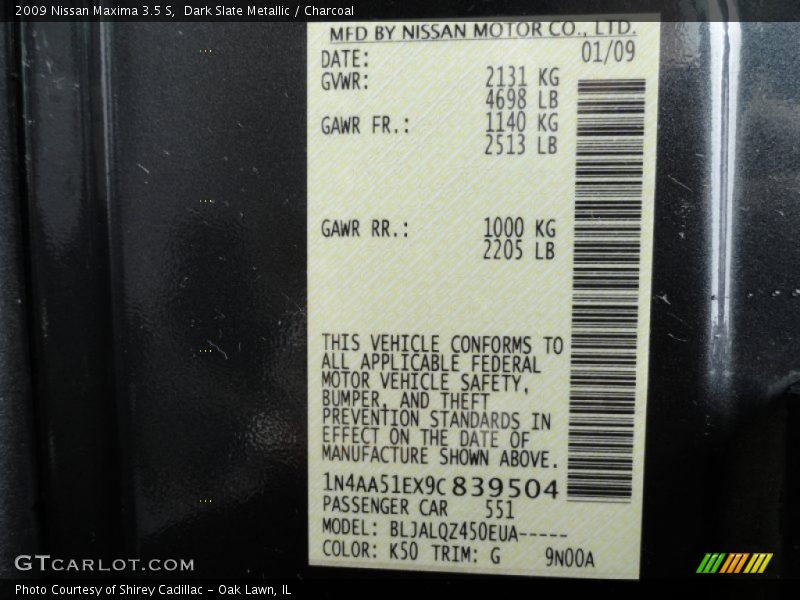 2009 Nissan Maxima 3.5 S,  Dark Slate Metallic / Charcoal
MFD BY NISSAN MOTOR CO., LTD.
DATE: 01/09
GVWR: 2131 KG
4698 LB
GAWR FR.: 1140 KG
2513 LB
GAWR RR.: 1000 KG
2205 LB
THIS VEHICLE CONFORMS TO
ALL APPLICABLE FEDERAL
MOTOR VEHICLE SAFETY,
BUMPER, AND THEFT
PREVENTION STANDARDS IN
EFFECT ON THE DATE OF
MANUFACTURE SHOWN ABOVE.
1N4AA51EX9C839504
PASSENGER CAR 551
MODEL: BLJALQZ450EUA-----
COLOR: K50 TRIM: G 9N00A
GTCARLOT.COM
Photo Courtesy of Shirey Cadillac - Oak Lawn, IL